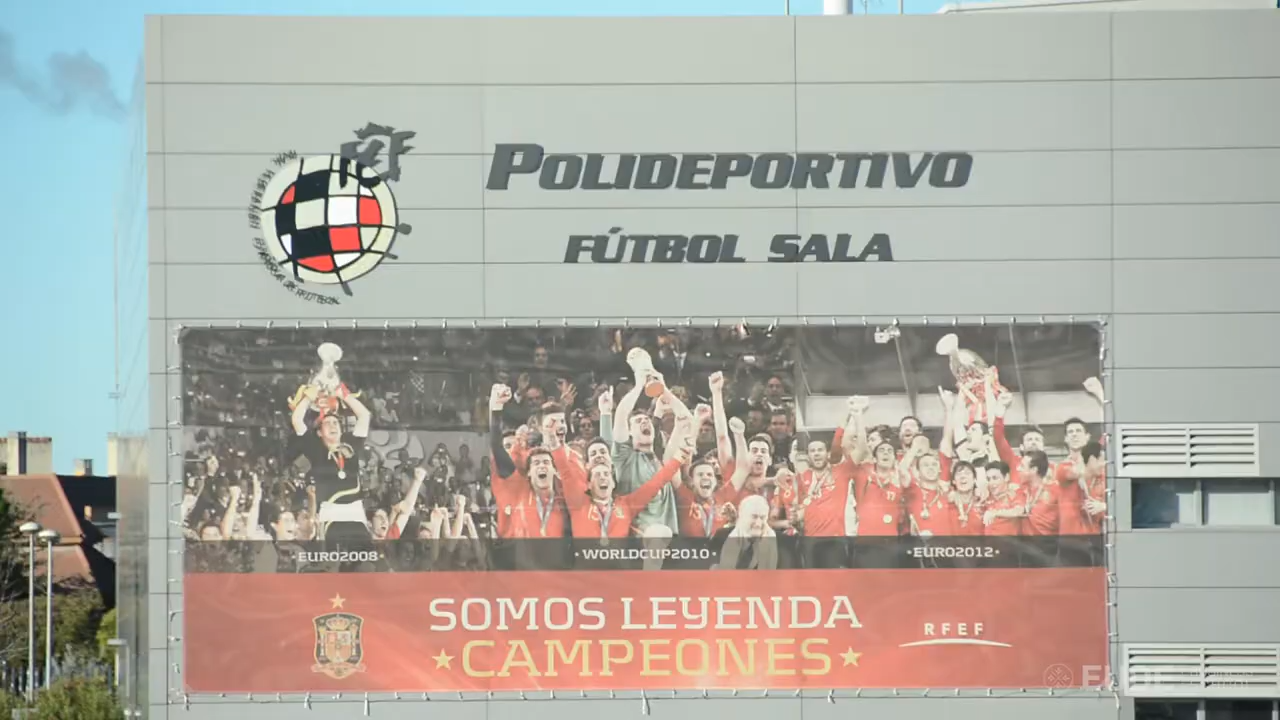 POLIDEPORTIVO
FÚTBOL SALA
·EURO2008·
·WORLDCUP2010·
·EURO2012·
SOMOS LEYENDA
★CAMPEONES★
RFEF